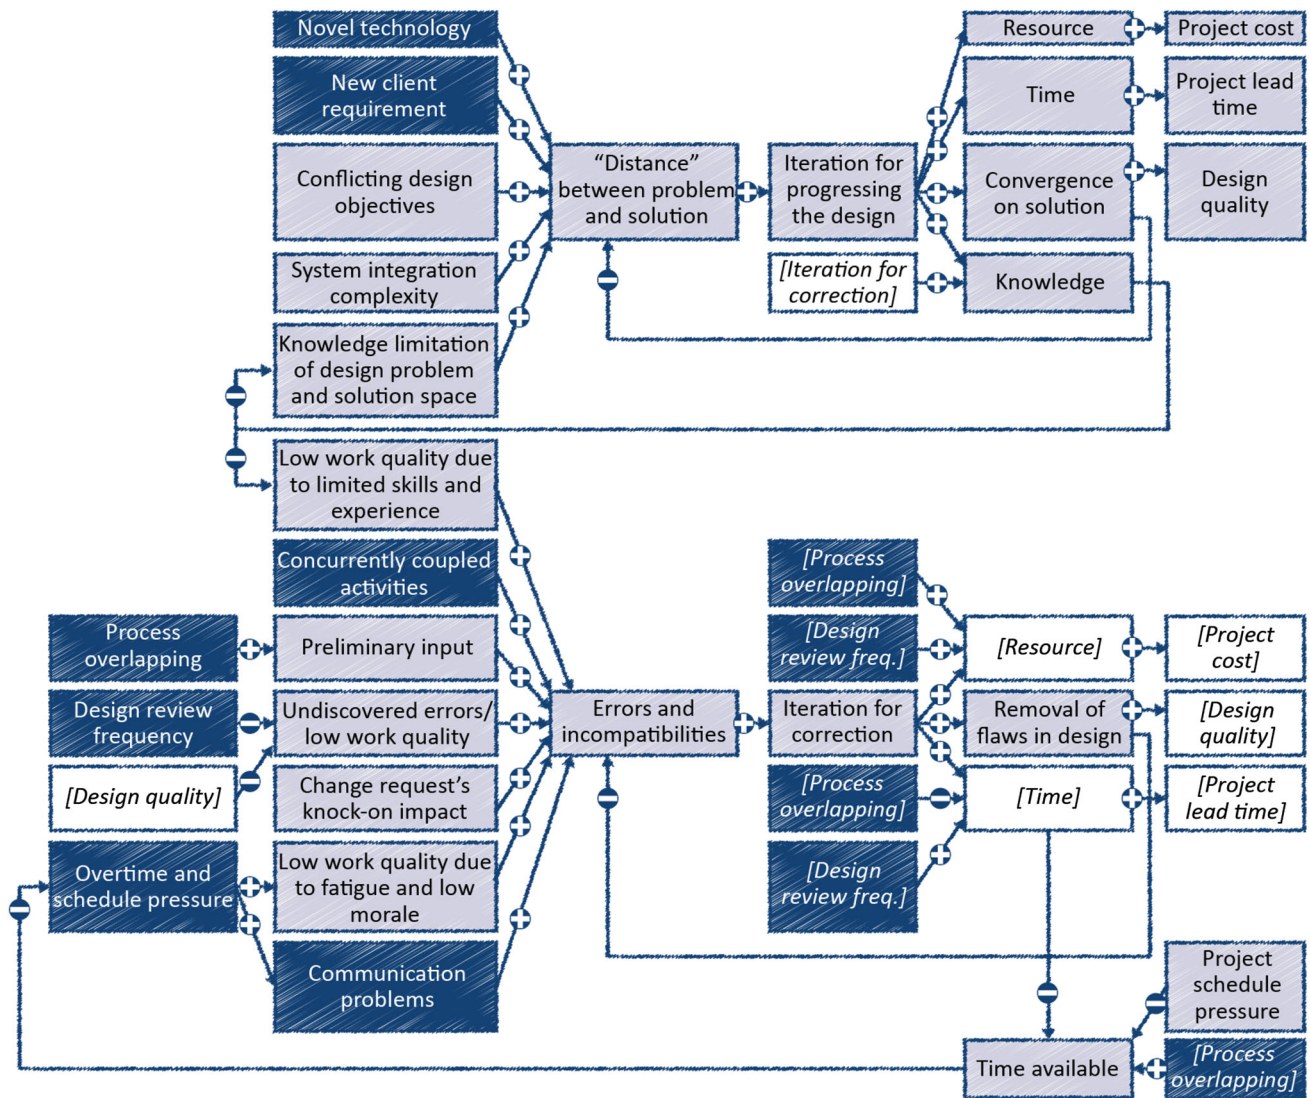 Novel technology
New client
requirement
Conflicting design
objectives
System integration
complexity
Knowledge limitation
of design problem
and solution space
“Distance”
between problem
and solution
Iteration for
progressing
the design
[Iteration for
correction]
Resource
Time
Convergence
on solution
Knowledge
Project cost
Project lead
time
Design
quality
Low work quality due
to limited skills and
experience
Concurrently coupled
activities
Process
overlapping
Preliminary input
Design review
frequency
Undiscovered errors/
low work quality
[Design quality]
Change request’s
knock-on impact
Overtime and
schedule pressure
Low work quality due
to fatigue and low
morale
Communication
problems
Errors and
incompatibilities
[Process
overlapping]
[Design
review freq.]
Iteration for
correction
[Process
overlapping]
[Design
review freq.]
[Resource]
Removal of
flaws in design
[Time]
[Project
cost]
[Design
quality]
[Project
lead time]
Project
schedule
pressure
Time available
[Process
overlapping]